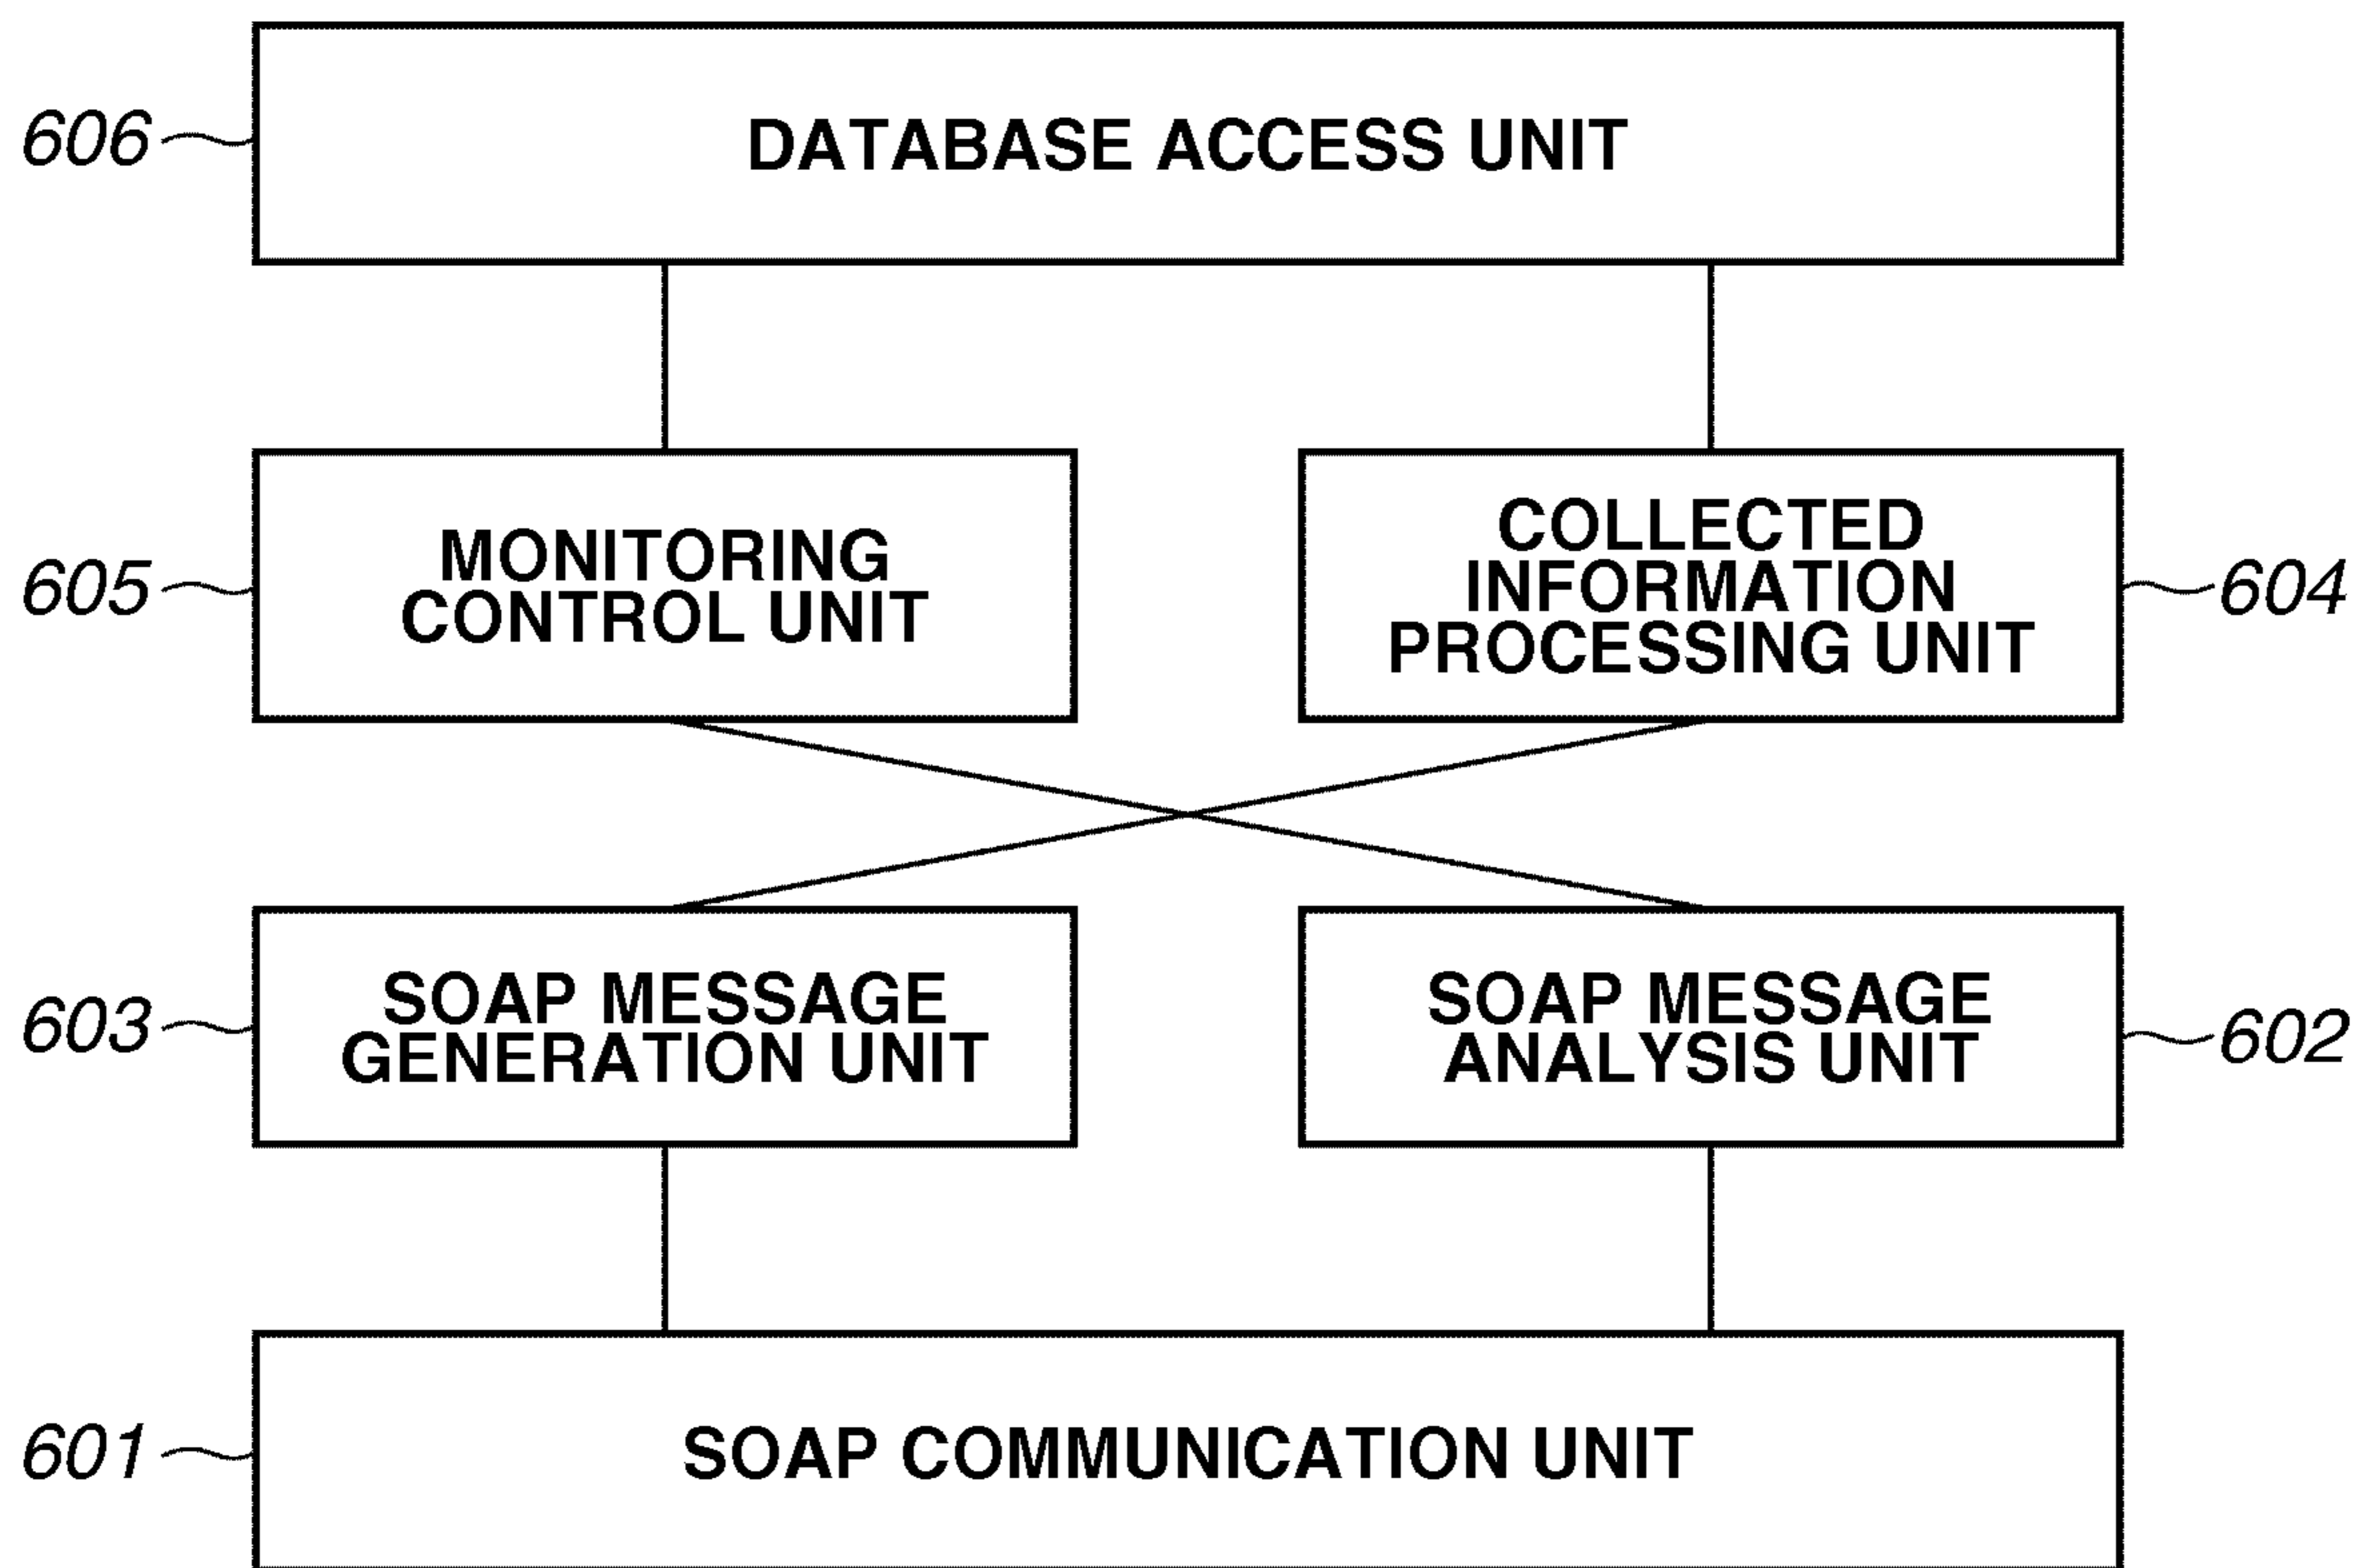 606
DATABASE ACCESS UNIT
605
MONITORING
CONTROL UNIT
COLLECTED
INFORMATION
PROCESSING UNIT
604
603
SOAP MESSAGE
GENERATION UNIT
SOAP MESSAGE
ANALYSIS UNIT
602
601
SOAP COMMUNICATION UNIT